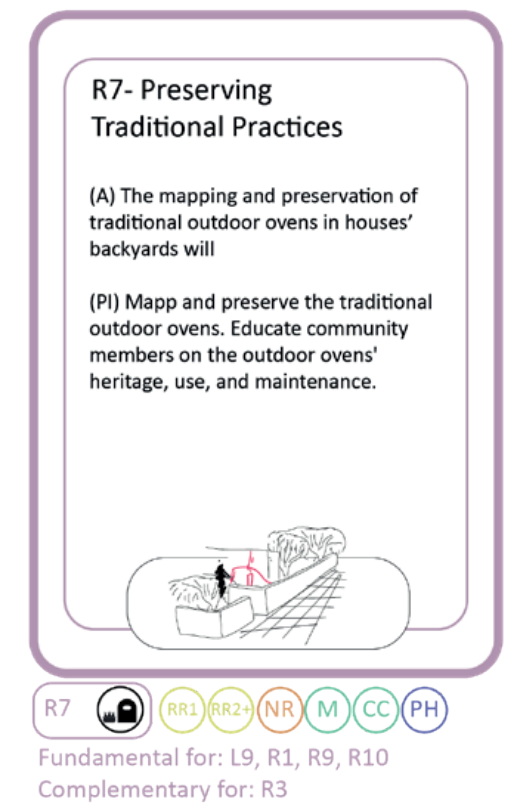 R7- Preserving
Traditional Practices
(A) The mapping and preservation of
traditional outdoor ovens in houses’
backyards will
(PI) Mapp and preserve the traditional
outdoor ovens. Educate community
members on the outdoor ovens'
heritage, use, and maintenance.
R7 RR1 RR2+ NR M CC PH
Fundamental for: L9, R1, R9, R10
Complementary for: R3